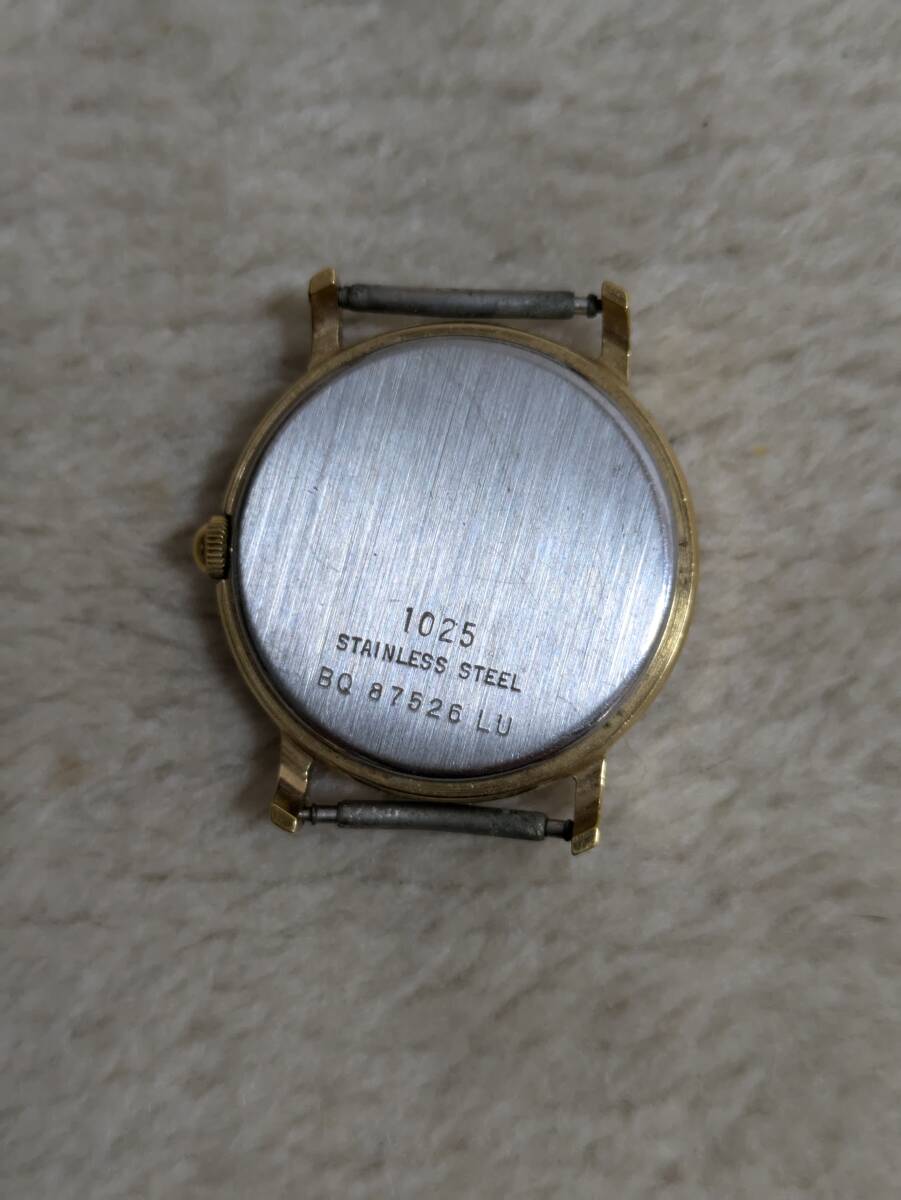 1025
STAINLESS STEEL
BQ 87526 LU